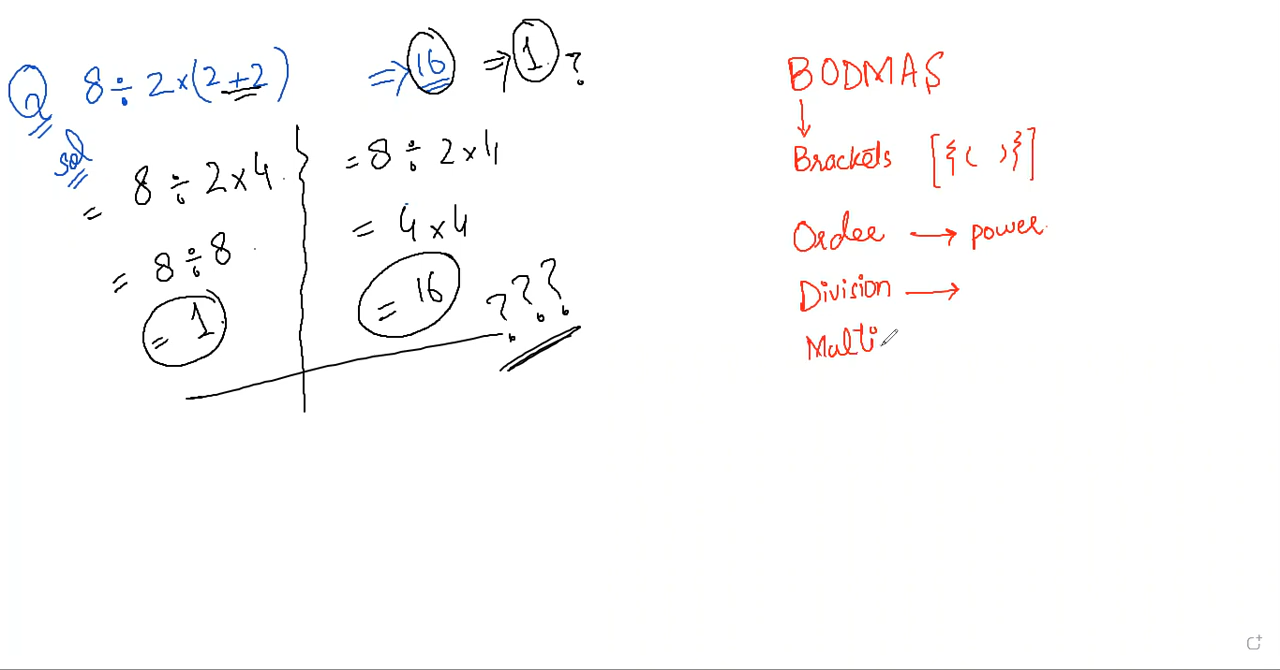 Q 8 ÷ 2×(2+2) ⇒ 16 ⇒ 1 ?
Sol
= 8 ÷ 2×4
= 8÷8
= 1
= 8 ÷ 2×4
= 4×4
= 16
???
BODMAS
↓
Brackets [{( )}]
Order → power
Division →
Multi